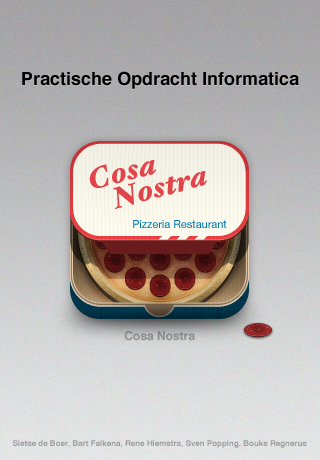 Practische Opdracht Informatica
Cosa
Nostra
Pizzeria Restaurant
Cosa Nostra
Sietse de Boer, Bart Falkena, Rene Hiemstra, Sven Popping, Bouke Regnerus